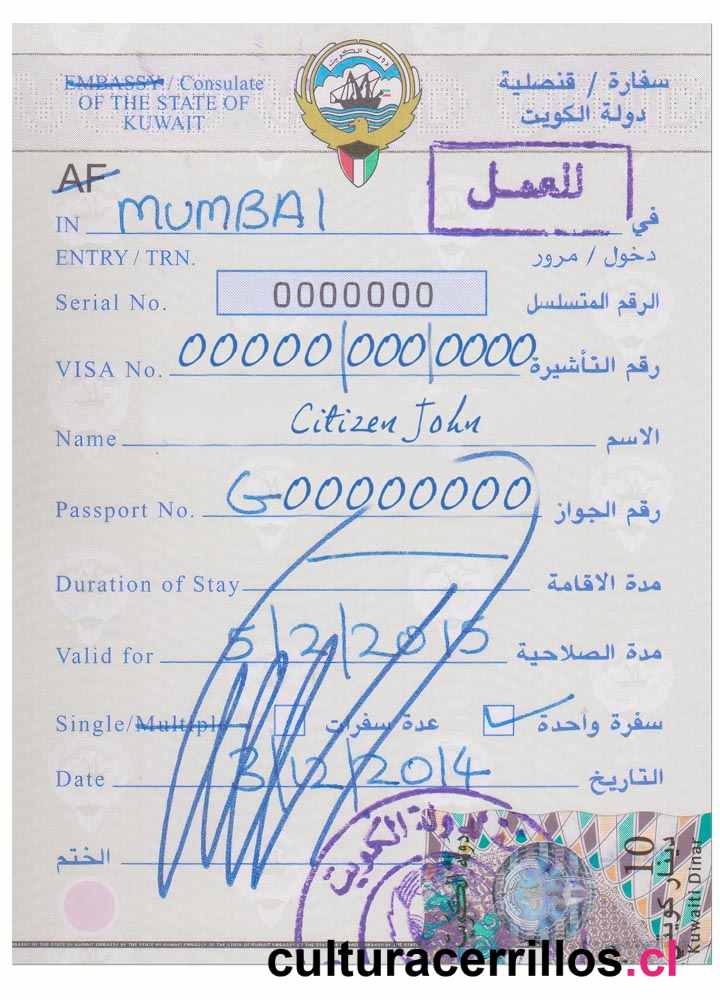 دولة الكويت
EMBASSY / Consulate سفارة / قنصلية
OF THE STATE OF دولة الكويت
KUWAIT
AF
للعمل
IN MUMBAI في
ENTRY / TRN. دخول / مرور
Serial No. 0000000 الرقم المتسلسل
VISA No. 00000|000|0000 رقم التأشيرة
Name Citizen John الاسم
Passport No. G00000000 رقم الجواز
Duration of Stay مدة الاقامة
Valid for 5/2/2015 مدة الصلاحية
Single/Multiple عدة سفرات سفرة واحدة
Date 3/12/2014 التاريخ
الختم
دولة الكويت
دولة الكويت
10
دينار كويتي
Kuwaiti Dinar
culturacerrillos.cl